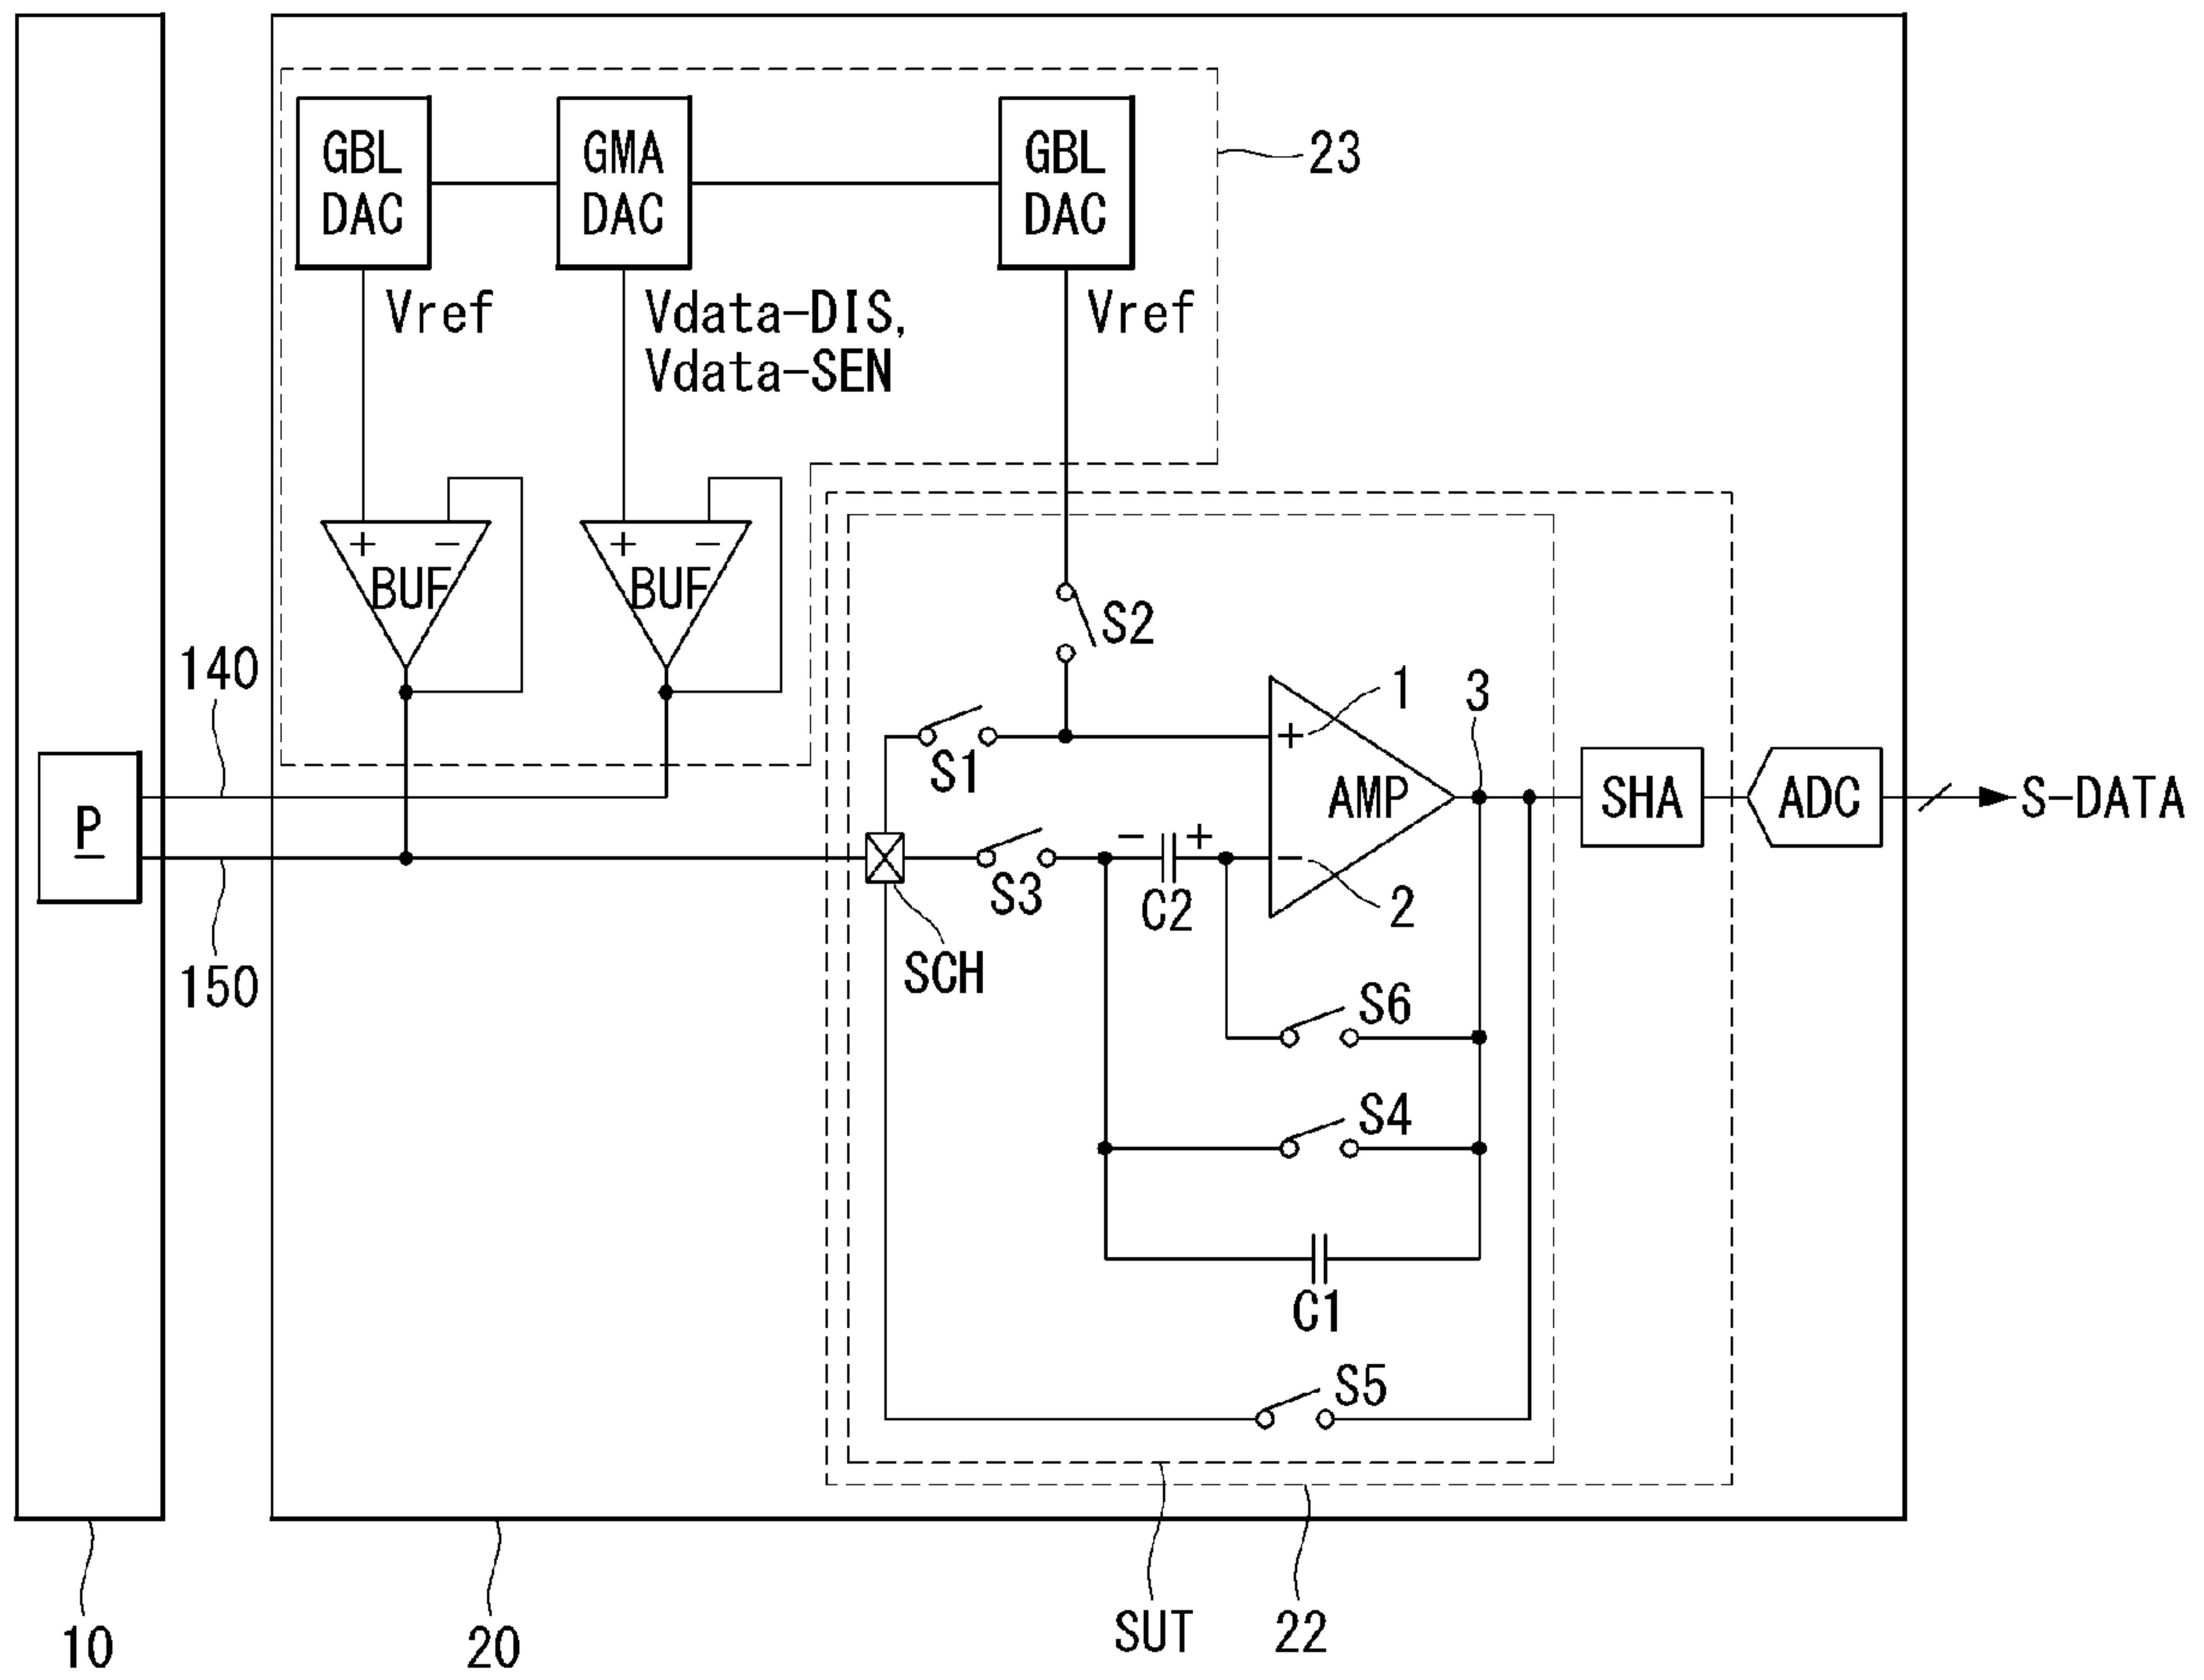 GBL
DAC
GMA
DAC
GBL
DAC
23
Vref
Vdata-DIS,
Vdata-SEN
Vref
+ -
BUF
+ -
BUF
S2
140
1
3
S1
+
AMP
SHA
ADC
S-DATA
P
- +
S3
C2
-
2
SCH
150
S6
S4
C1
S5
SUT
22
10
20